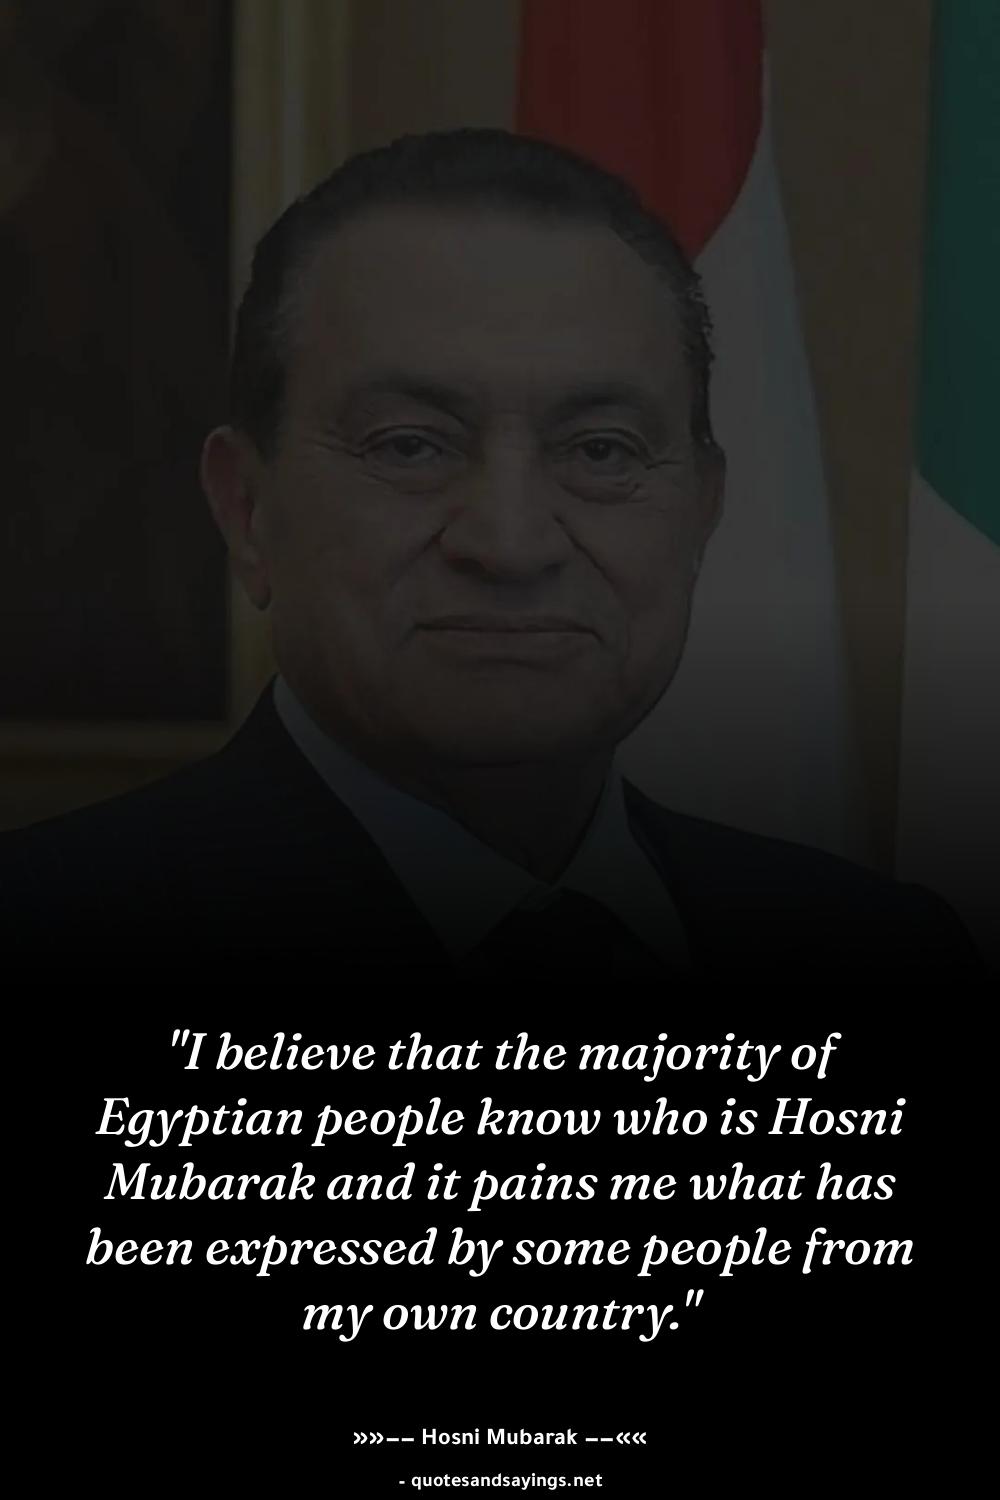 "I believe that the majority of
Egyptian people know who is Hosni
Mubarak and it pains me what has
been expressed by some people from
my own country."
»»−− Hosni Mubarak −−««
- quotesandsayings.net